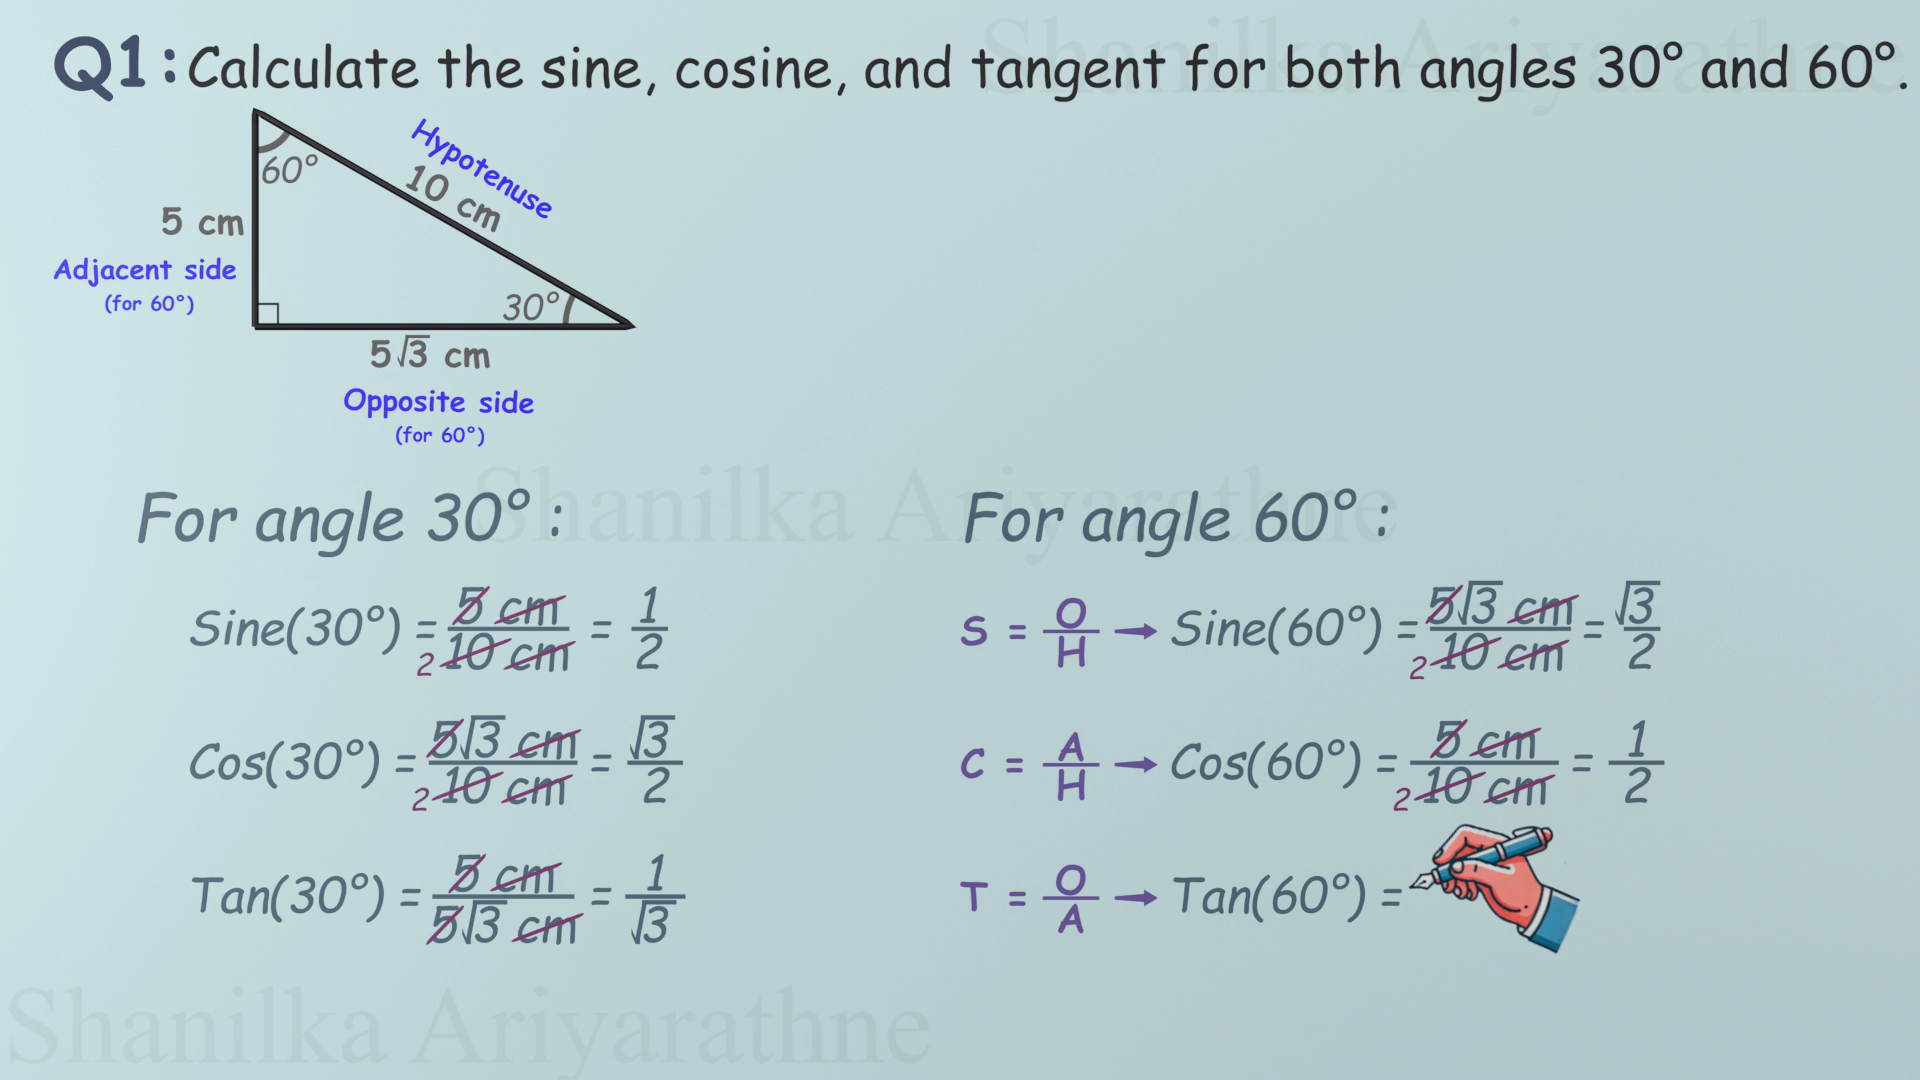 Q1: Calculate the sine, cosine, and tangent for both angles 30° and 60°.
Shanilka Ariyarathne
60°
Hypotenuse
10 cm
5 cm
Adjacent side
(for 60°)
30°
5√3 cm
Opposite side
(for 60°)
Shanilka Ariyarathne
For angle 30° :
Sine(30°) = 5 cm / 10 cm = 1/2
2
Cos(30°) = 5√3 cm / 10 cm = √3/2
2
Tan(30°) = 5 cm / 5√3 cm = 1/√3
For angle 60° :
S = O/H → Sine(60°) = 5√3 cm / 10 cm = √3/2
2
C = A/H → Cos(60°) = 5 cm / 10 cm = 1/2
2
T = O/A → Tan(60°) =
Shanilka Ariyarathne